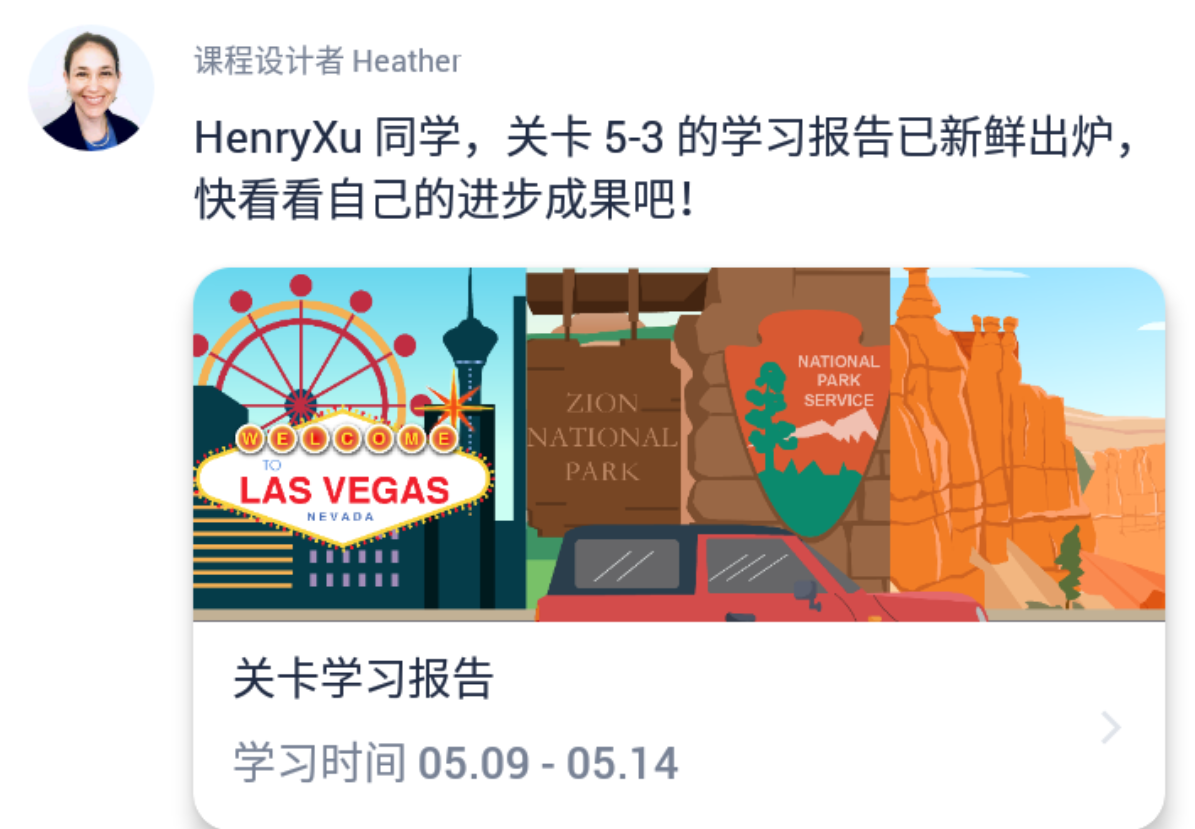 课程设计者 Heather
HenryXu 同学，关卡 5-3 的学习报告已新鲜出炉，
快看看自己的进步成果吧！
WELCOME
TO
LAS VEGAS
NEVADA
ZION
NATIONAL
PARK
NATIONAL
PARK
SERVICE
关卡学习报告
学习时间 05.09 - 05.14